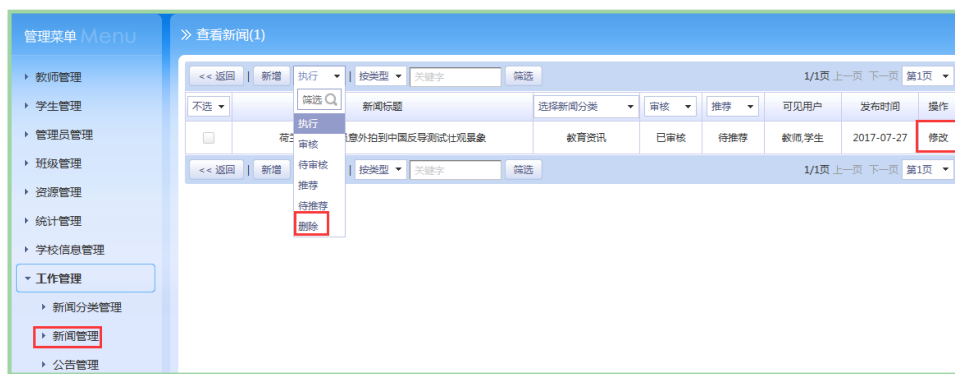 管理菜单 Menu
教师管理
学生管理
管理员管理
班级管理
资源管理
统计管理
学校信息管理
工作管理
新闻分类管理
新闻管理
公告管理
» 查看新闻(1)
<< 返回 | 新增 执行 | 按类型 关键字 筛选 1/1页 上一页 下一页 第1页
不选 新闻标题 选择新闻分类 审核 推荐 可见用户 发布时间 操作
荷 意外拍到中国反导测试壮观景象 教育资讯 已审核 待推荐 教师,学生 2017-07-27 修改
<< 返回 | 新增 | 按类型 关键字 筛选 1/1页 上一页 下一页 第1页
筛选
执行
审核
待审核
推荐
待推荐
删除